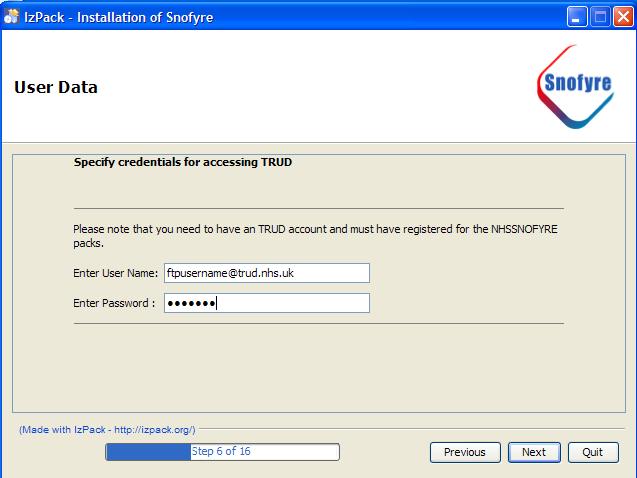 IzPack - Installation of Snofyre
User Data
Snofyre
Specify credentials for accessing TRUD
Please note that you need to have an TRUD account and must have registered for the NHSSNOFYRE
packs.
Enter User Name: ftpusername@trud.nhs.uk
Enter Password : •••••••
(Made with IzPack - http://izpack.org/)
Step 6 of 16
Previous Next Quit